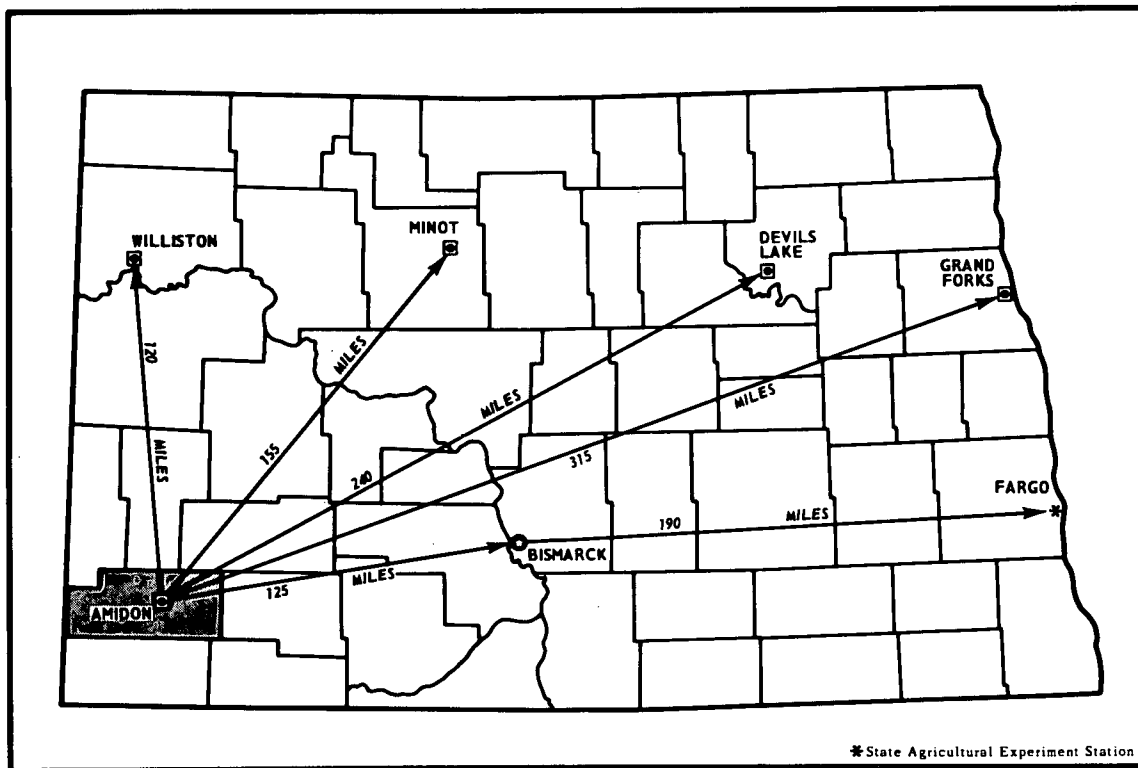 WILLISTON
MINOT
DEVILS
LAKE
GRAND
FORKS
120
MILES
155
MILES
240
MILES
315
MILES
FARGO
190
MILES
BISMARCK
125
MILES
AMIDON
*State Agricultural Experiment Station